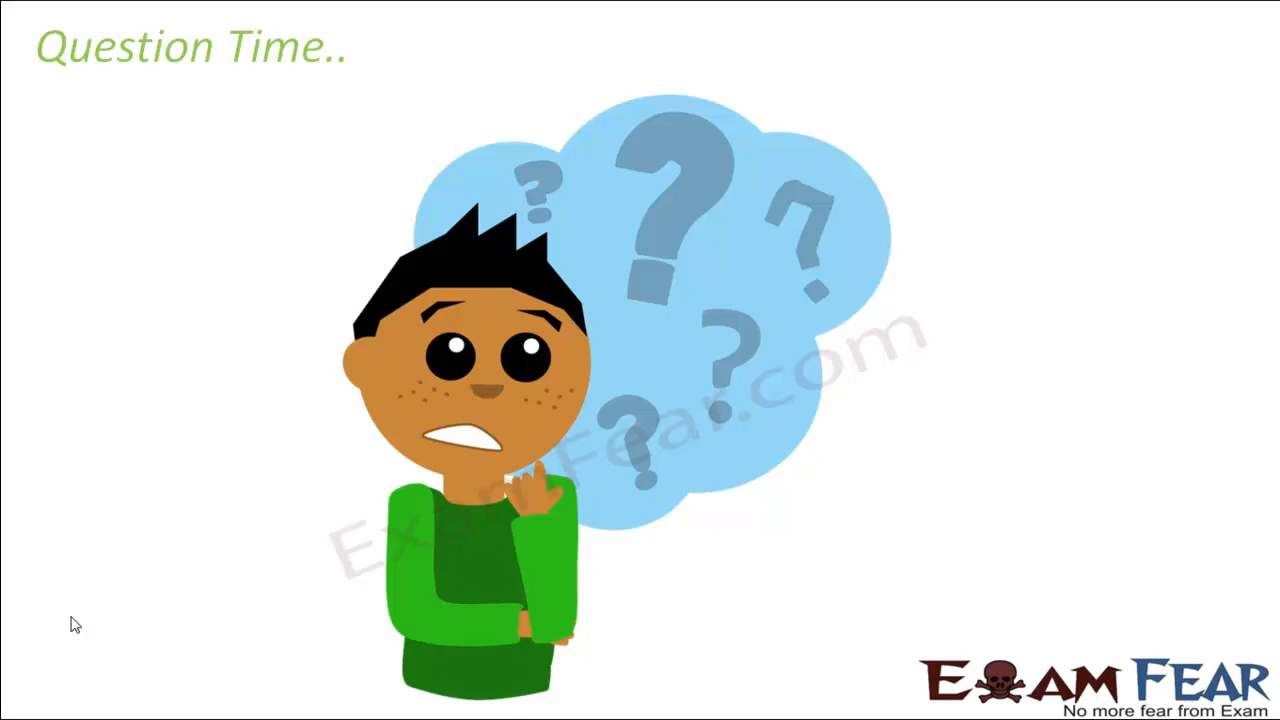 Question Time..
? ? ? ? ?
ExamFear.com
EXAM FEAR
No more fear from Exam